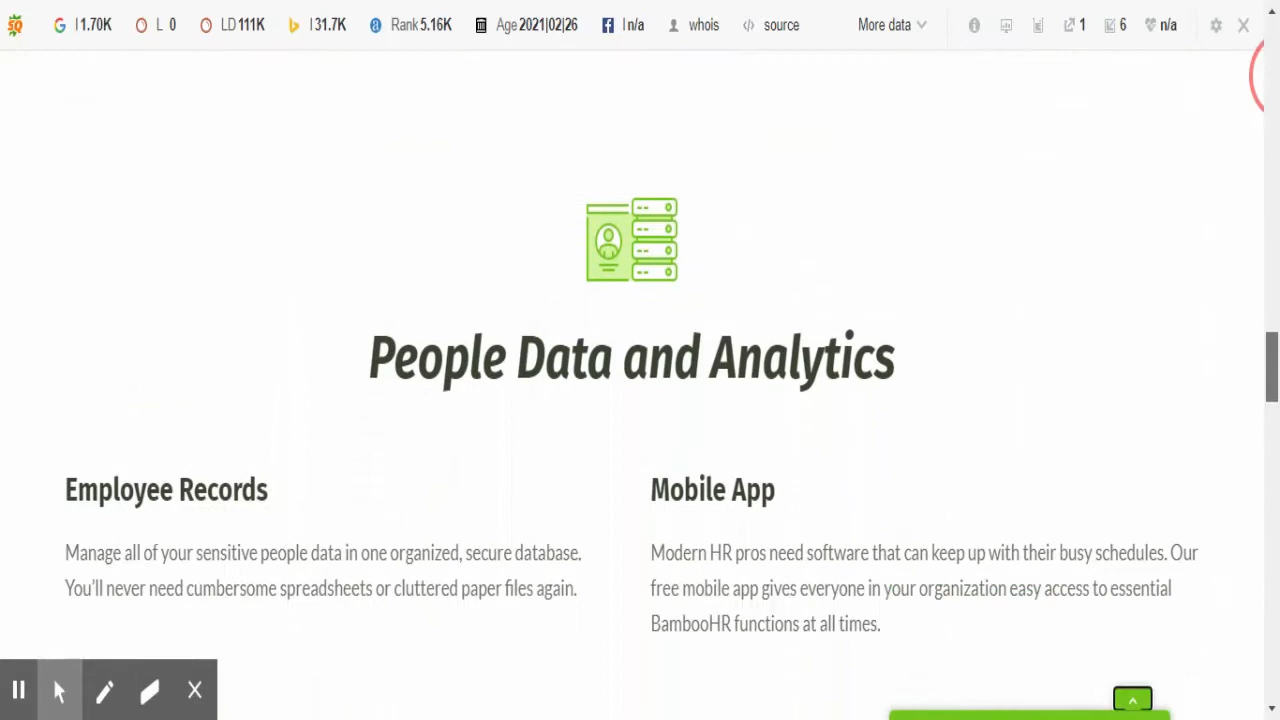 SQ I 1.70K L 0 LD 111K I 31.7K Rank 5.16K Age 2021|02|26 I n/a whois source More data 1 6 n/a
People Data and Analytics
Employee Records
Manage all of your sensitive people data in one organized, secure database.
You'll never need cumbersome spreadsheets or cluttered paper files again.
Mobile App
Modern HR pros need software that can keep up with their busy schedules. Our
free mobile app gives everyone in your organization easy access to essential
BambooHR functions at all times.